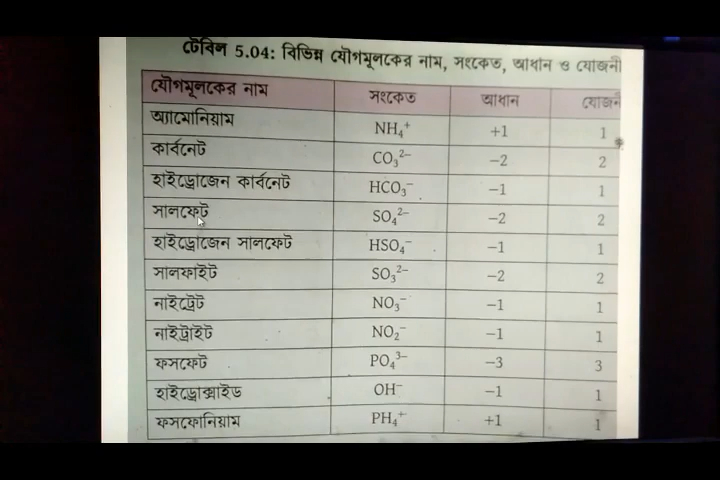 টেবিল 5.04: বিভিন্ন যৌগমূলকের নাম, সংকেত, আধান ও যোজনী
যৌগমূলকের নাম সংকেত আধান যোজনী
অ্যামোনিয়াম NH₄⁺ +1 1
কার্বনেট CO₃²⁻ −2 2
হাইড্রোজেন কার্বনেট HCO₃⁻ −1 1
সালফেট SO₄²⁻ −2 2
হাইড্রোজেন সালফেট HSO₄⁻ −1 1
সালফাইট SO₃²⁻ −2 2
নাইট্রেট NO₃⁻ −1 1
নাইট্রাইট NO₂⁻ −1 1
ফসফেট PO₄³⁻ −3 3
হাইড্রোক্সাইড OH⁻ −1 1
ফসফোনিয়াম PH₄⁺ +1 1